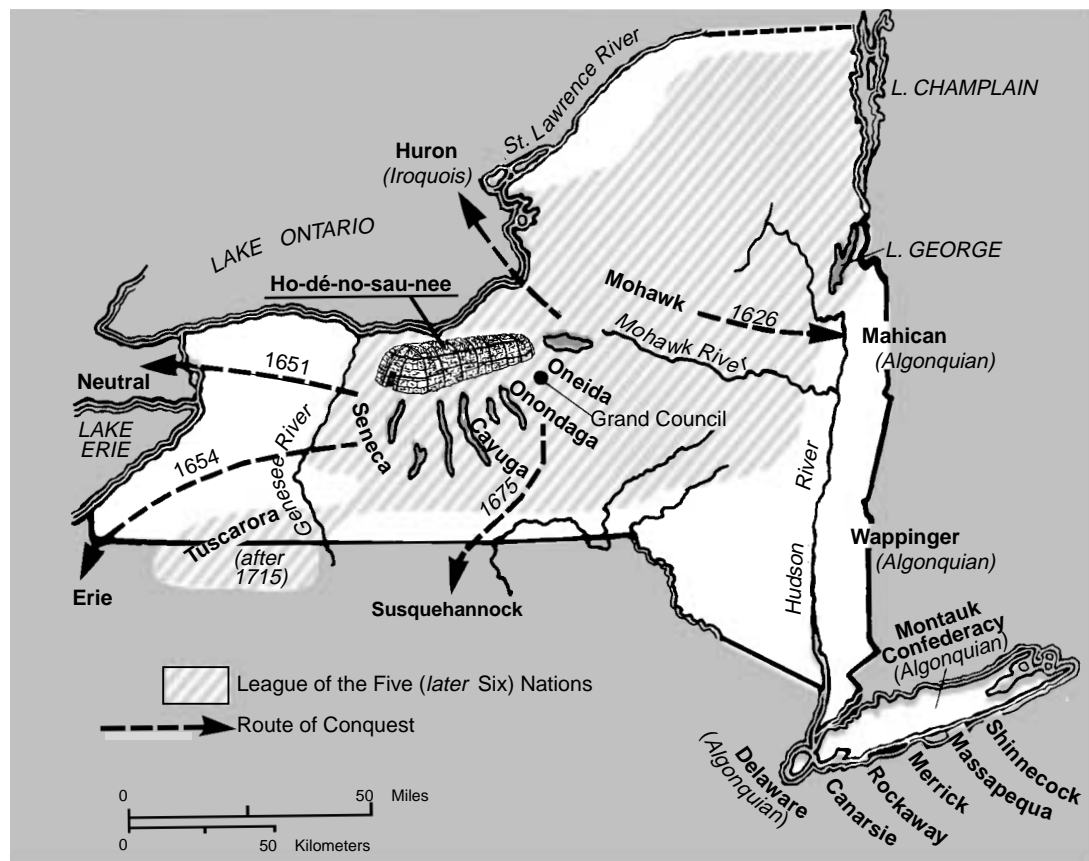 St. Lawrence River
L. CHAMPLAIN
Huron
(Iroquois)
LAKE ONTARIO
L. GEORGE
Ho-dé-no-sau-nee
Mohawk
1626
Mohawk River
Mahican
(Algonquian)
1651
Neutral
LAKE
ERIE
Oneida
Onondaga
Grand Council
Seneca
Cayuga
1654
1675
Genesee River
Hudson River
Tuscarora
(after
1715)
Erie
Susquehannock
Wappinger
(Algonquian)
Montauk
Confederacy
(Algonquian)
League of the Five (later Six) Nations
Route of Conquest
Delaware
(Algonquian)
Canarsie
Rockaway
Merrick
Massapequa
Shinnecock
0 50 Miles
0 50 Kilometers